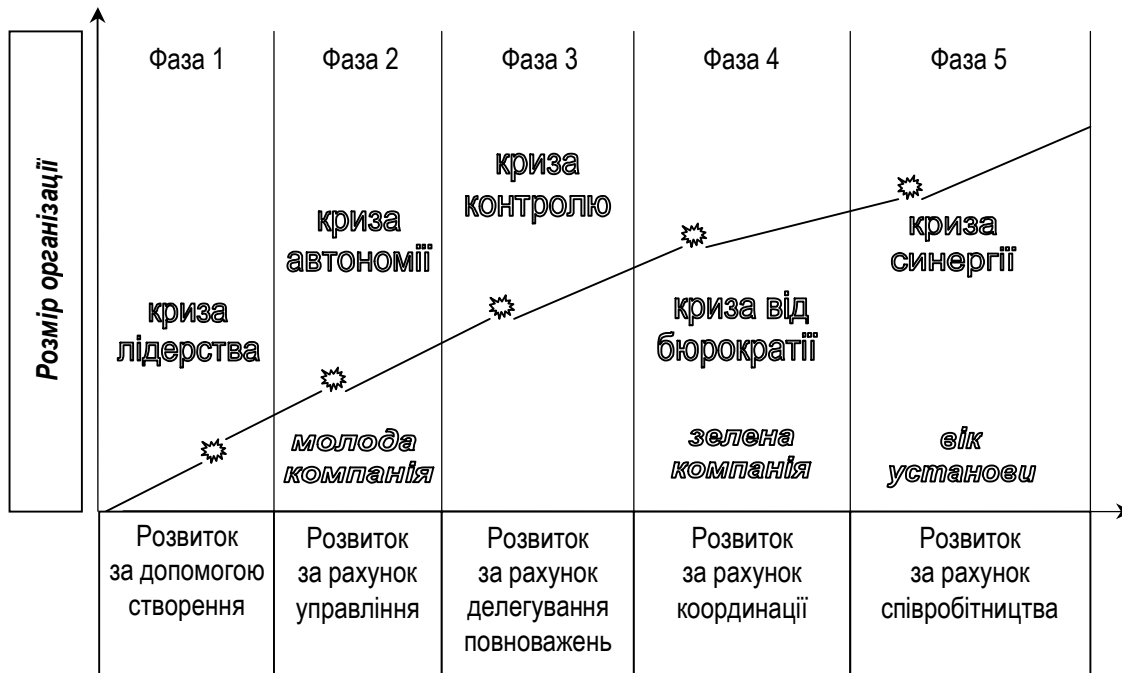 Розмір організації
Фаза 1
Фаза 2
Фаза 3
Фаза 4
Фаза 5
криза
лідерства
криза
автономії
криза
контролю
криза від
бюрократії
криза
синергії
молода
компанія
зелена
компанія
вік
установи
Розвиток
за допомогою
створення
Розвиток
за рахунок
управління
Розвиток
за рахунок
делегування
повноважень
Розвиток
за рахунок
координації
Розвиток
за рахунок
співробітництва